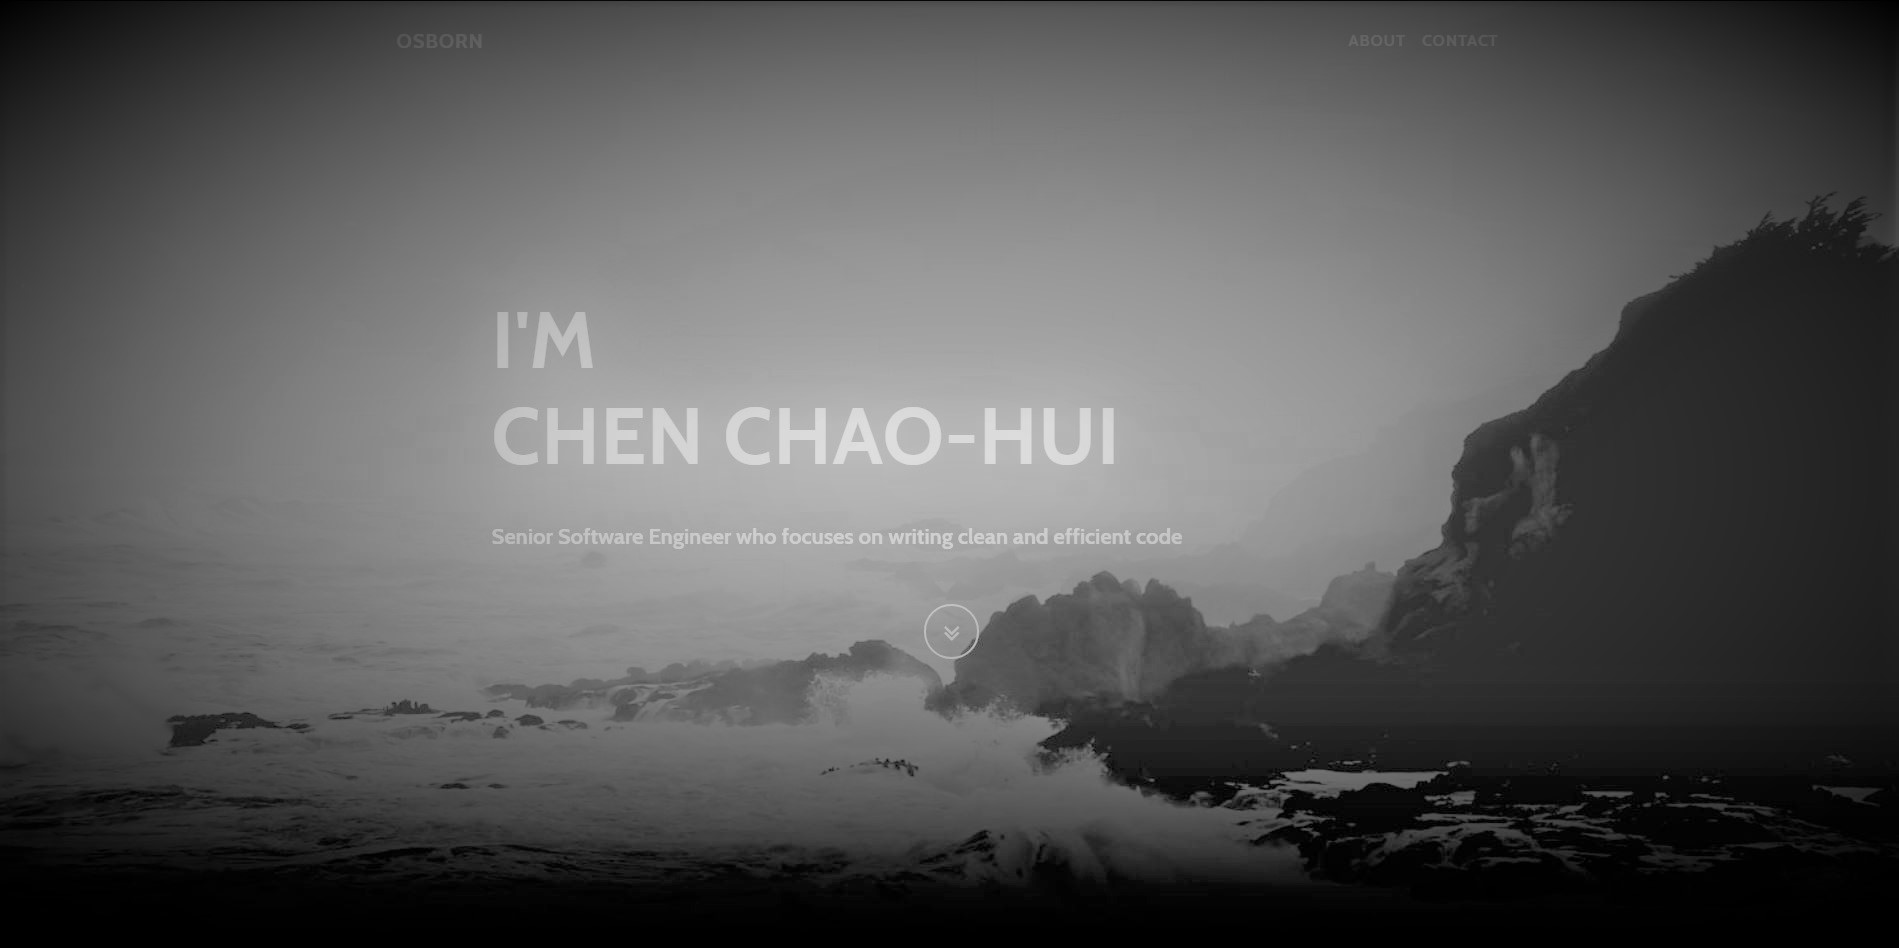 OSBORN
ABOUT CONTACT
I'M
CHEN CHAO-HUI
Senior Software Engineer who focuses on writing clean and efficient code